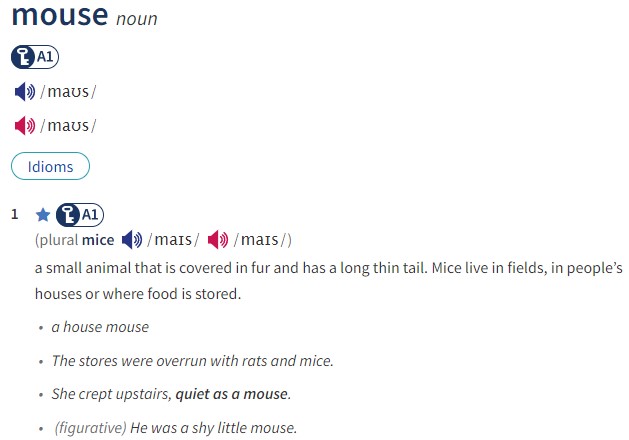 mouse noun
A1
/maʊs/
/maʊs/
Idioms
1 A1
(plural mice /maɪs/ /maɪs/)
a small animal that is covered in fur and has a long thin tail. Mice live in fields, in people’s
houses or where food is stored.
• a house mouse
• The stores were overrun with rats and mice.
• She crept upstairs, quiet as a mouse.
• (figurative) He was a shy little mouse.